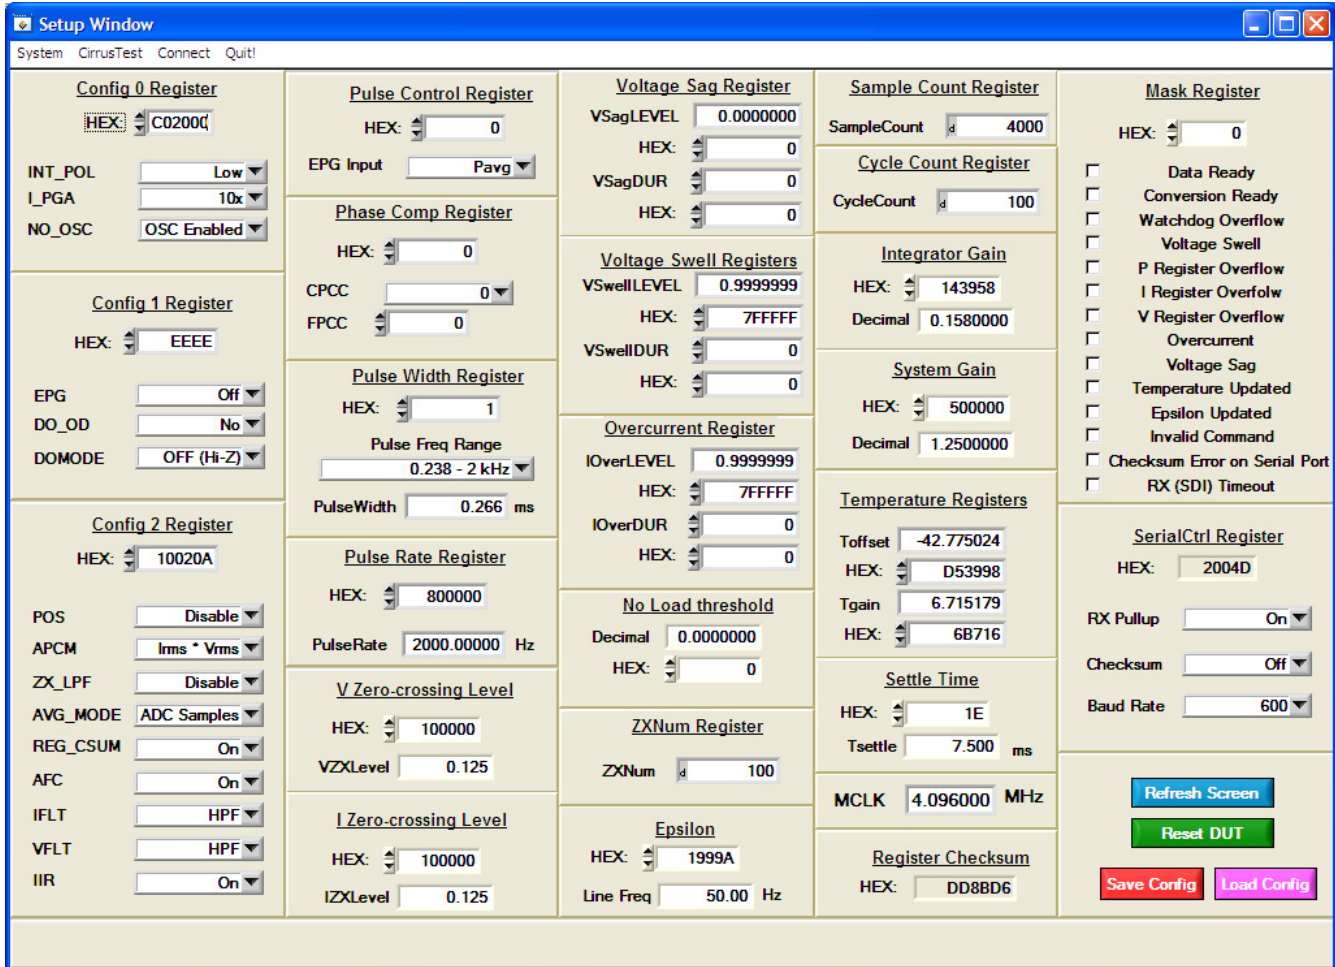 Setup Window
System CirrusTest Connect Quit!
Config 0 Register
HEX: C02000
INT_POL Low
I_PGA 10x
NO_OSC OSC Enabled
Config 1 Register
HEX: EEEE
EPG Off
DO_OD No
DOMODE OFF (Hi-Z)
Config 2 Register
HEX: 10020A
POS Disable
APCM Irms * Vrms
ZX_LPF Disable
AVG_MODE ADC Samples
REG_CSUM On
AFC On
IFLT HPF
VFLT HPF
IIR On
Pulse Control Register
HEX: 0
EPG Input Pavg
Phase Comp Register
HEX: 0
CPCC 0
FPCC 0
Pulse Width Register
HEX: 1
Pulse Freq Range
0.238 - 2 kHz
PulseWidth 0.266 ms
Pulse Rate Register
HEX: 800000
PulseRate 2000.00000 Hz
V Zero-crossing Level
HEX: 100000
VZXLevel 0.125
I Zero-crossing Level
HEX: 100000
IZXLevel 0.125
Voltage Sag Register
VSagLEVEL 0.0000000
HEX: 0
VSagDUR 0
HEX: 0
Voltage Swell Registers
VSwellLEVEL 0.9999999
HEX: 7FFFFF
VSwellDUR 0
HEX: 0
Overcurrent Register
IOverLEVEL 0.9999999
HEX: 7FFFFF
IOverDUR 0
HEX: 0
No Load threshold
Decimal 0.0000000
HEX: 0
ZXNum Register
ZXNum d 100
Epsilon
HEX: 1999A
Line Freq 50.00 Hz
Sample Count Register
SampleCount d 4000
Cycle Count Register
CycleCount d 100
Integrator Gain
HEX: 143958
Decimal 0.1580000
System Gain
HEX: 500000
Decimal 1.2500000
Temperature Registers
Toffset -42.775024
HEX: D53998
Tgain 6.715179
HEX: 6B716
Settle Time
HEX: 1E
Tsettle 7.500 ms
MCLK 4.096000 MHz
Register Checksum
HEX: DD8BD6
Mask Register
HEX: 0
Data Ready
Conversion Ready
Watchdog Overflow
Voltage Swell
P Register Overflow
I Register Overfolw
V Register Overflow
Overcurrent
Voltage Sag
Temperature Updated
Epsilon Updated
Invalid Command
Checksum Error on Serial Port
RX (SDI) Timeout
SerialCtrl Register
HEX: 2004D
RX Pullup On
Checksum Off
Baud Rate 600
Refresh Screen
Reset DUT
Save Config Load Config